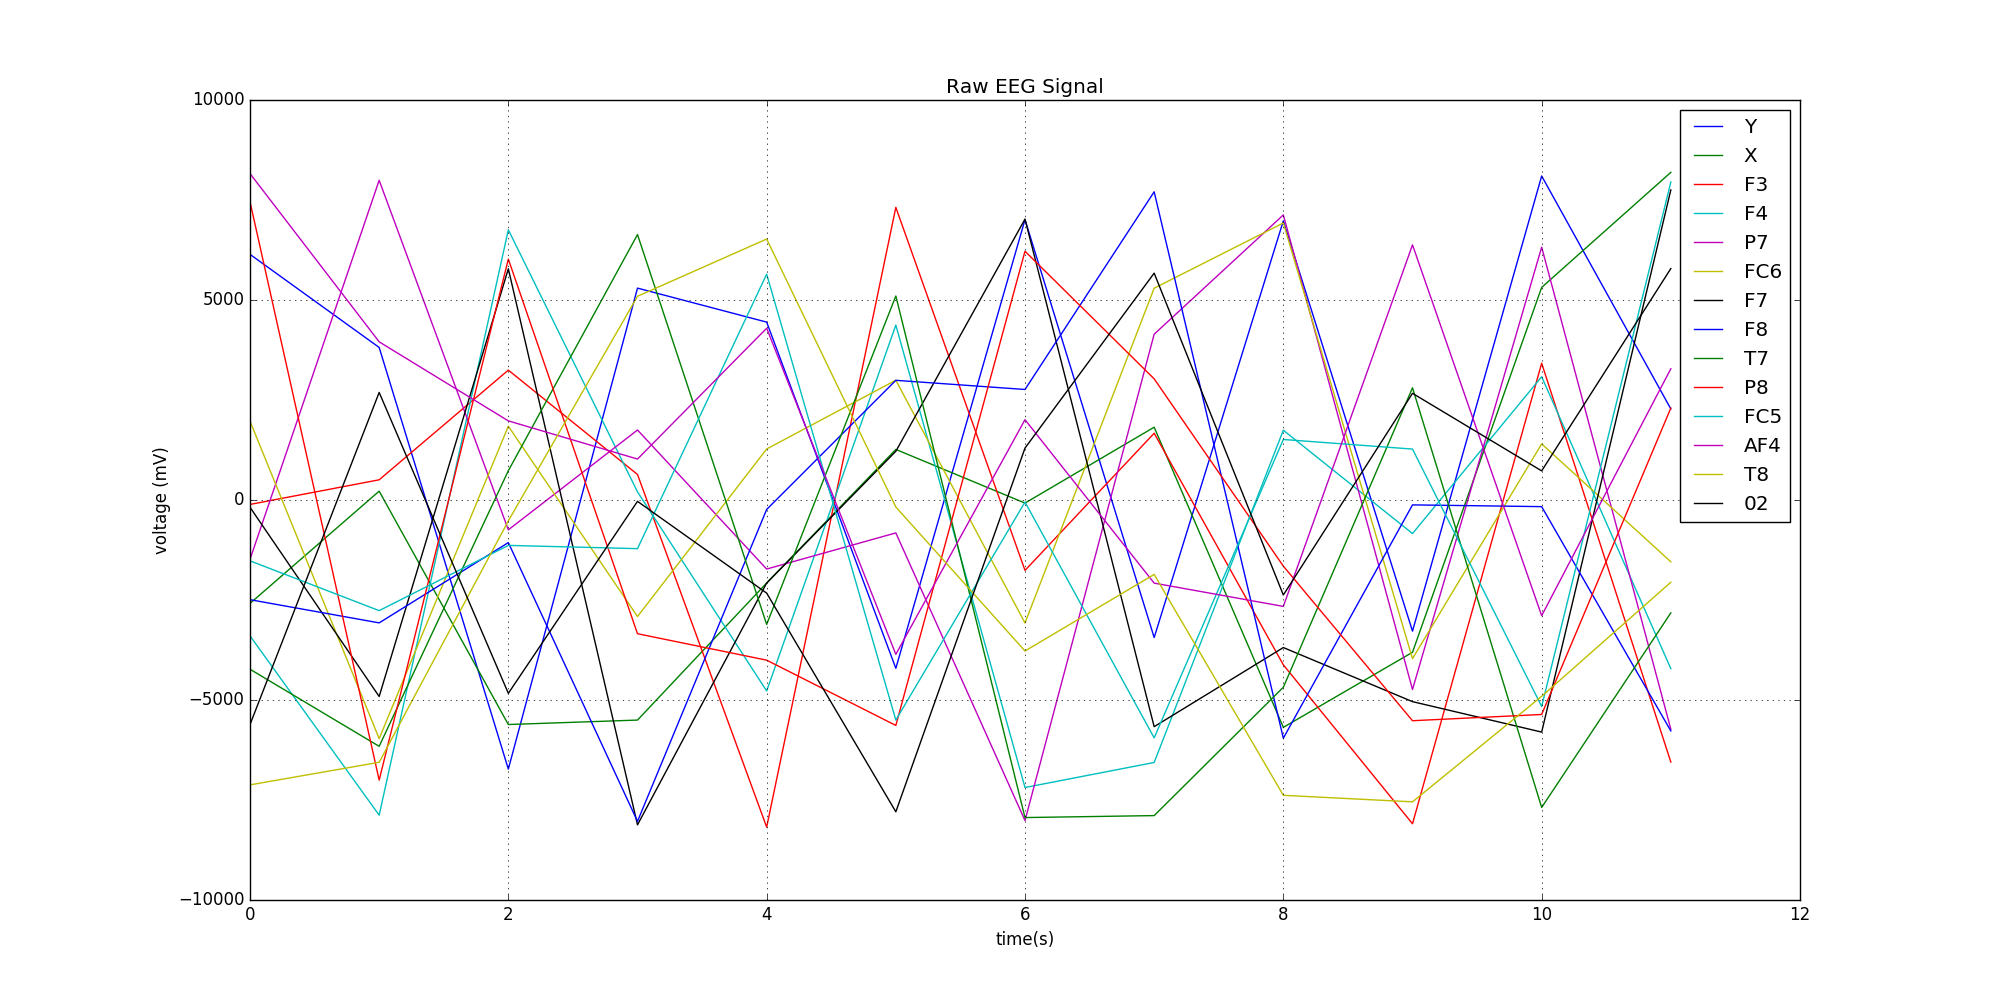 Raw EEG Signal
10000
5000
0
−5000
−10000
voltage (mV)
0
2
4
6
8
10
12
time(s)
Y
X
F3
F4
P7
FC6
F7
F8
T7
P8
FC5
AF4
T8
02